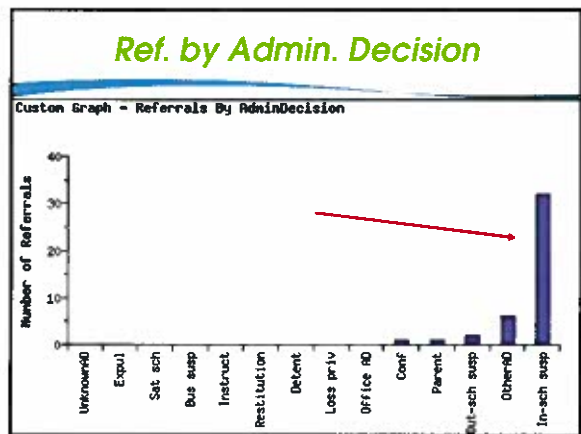 Ref. by Admin. Decision
Custom Graph - Referrals By AdminDecision
Number of Referrals
40
30
20
10
0
UnknownAD
Expul
Sat sch
Bus susp
Instruct
Restitution
Detent
Loss priv
Office AD
Conf
Parent
Out-sch susp
OtherAD
In-sch susp